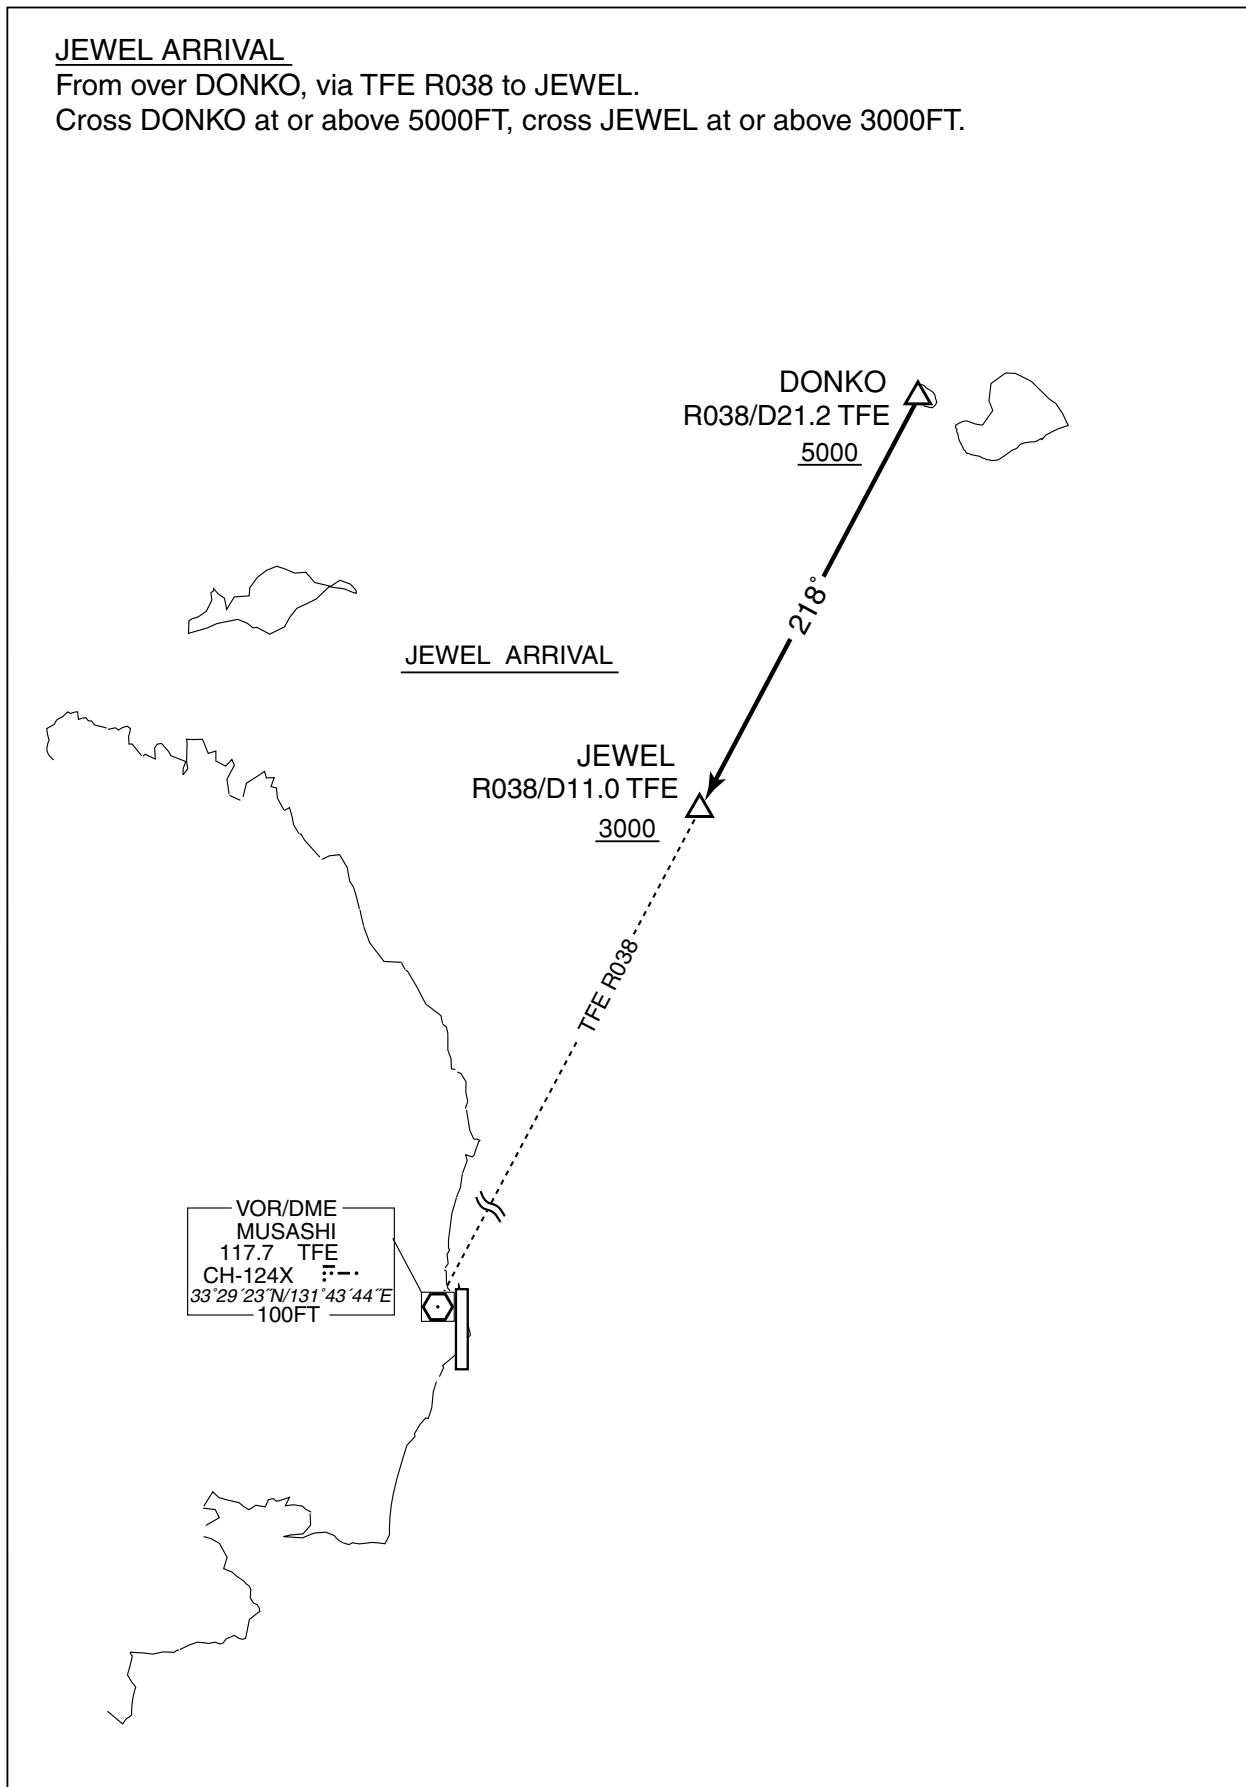 JEWEL ARRIVAL
From over DONKO, via TFE R038 to JEWEL.
Cross DONKO at or above 5000FT, cross JEWEL at or above 3000FT.
DONKO
R038/D21.2 TFE
5000
218°
JEWEL ARRIVAL
JEWEL
R038/D11.0 TFE
3000
TFE R038
VOR/DME
MUSASHI
117.7 TFE
CH-124X
33°29´23˝N/131°43´44˝E
100FT